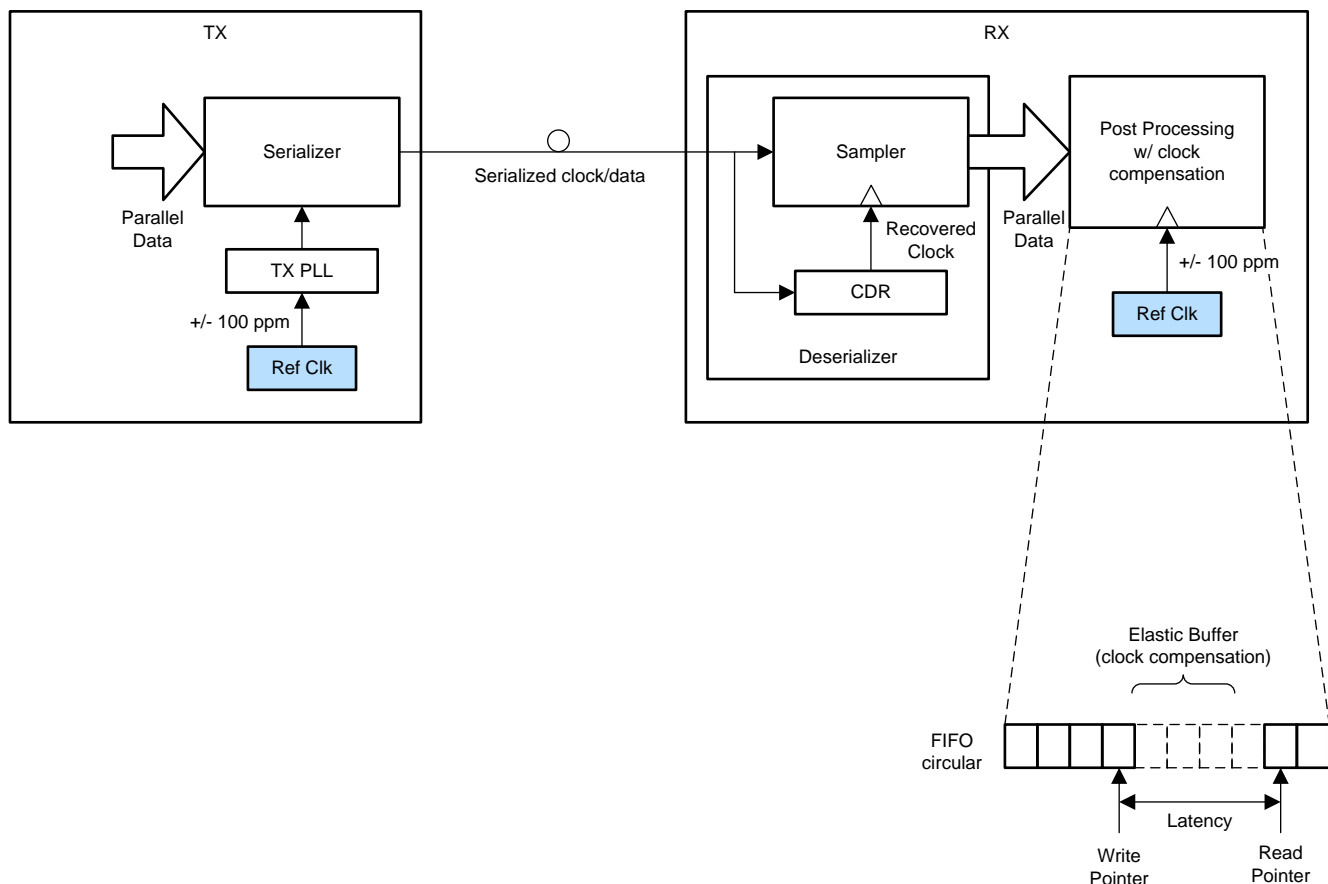 TX
RX
Serializer
Parallel
Data
TX PLL
+/- 100 ppm
Ref Clk
Serialized clock/data
Sampler
Recovered
Clock
CDR
Deserializer
Parallel
Data
Post Processing
w/ clock
compensation
+/- 100 ppm
Ref Clk
Elastic Buffer
(clock compensation)
FIFO
circular
Latency
Write
Pointer
Read
Pointer